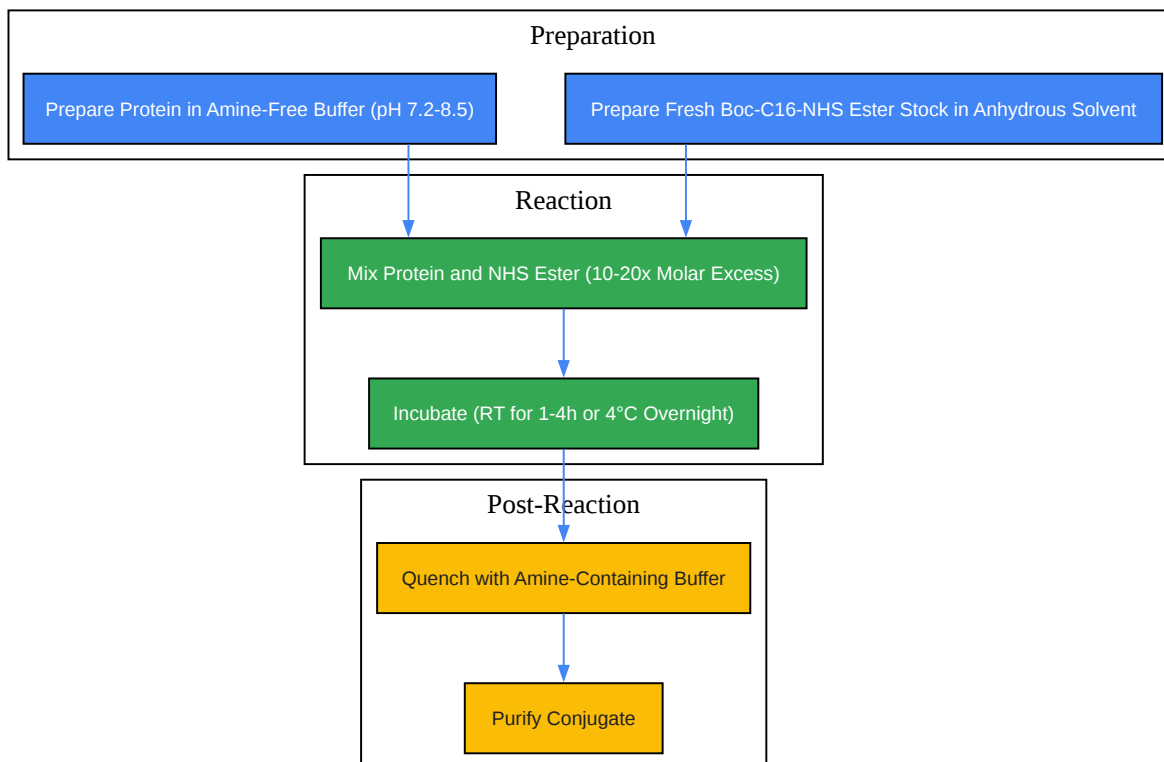 Preparation
Prepare Protein in Amine-Free Buffer (pH 7.2-8.5)
Prepare Fresh Boc-C16-NHS Ester Stock in Anhydrous Solvent
Reaction
Mix Protein and NHS Ester (10-20x Molar Excess)
Incubate (RT for 1-4h or 4°C Overnight)
Post-Reaction
Quench with Amine-Containing Buffer
Purify Conjugate